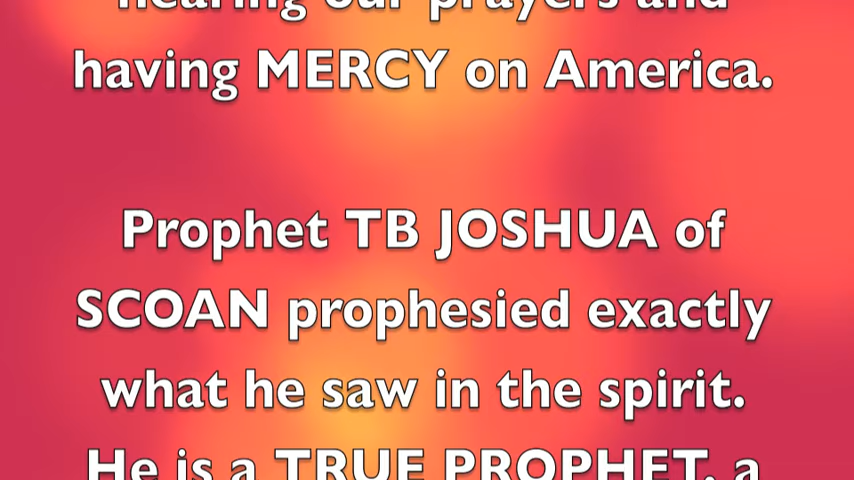 hearing our prayers and
having MERCY on America.
Prophet TB JOSHUA of
SCOAN prophesied exactly
what he saw in the spirit.
He is a TRUE PROPHET, a